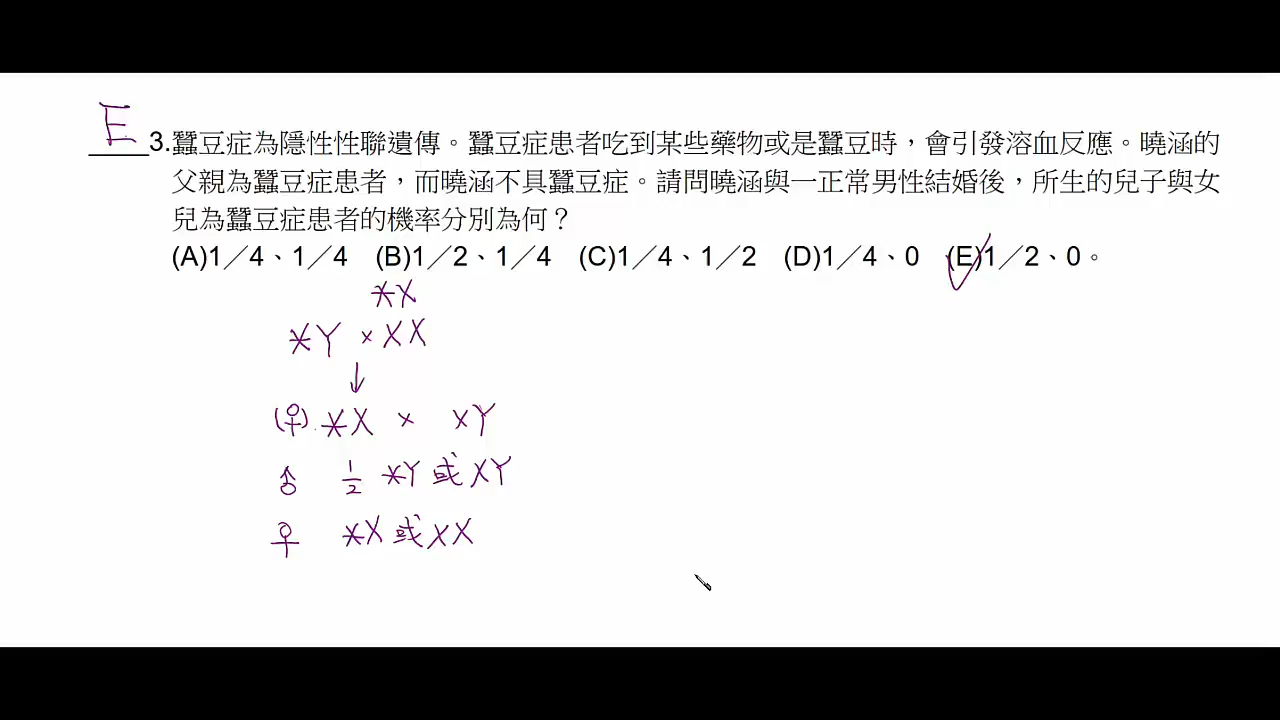 E
3.蠶豆症為隱性性聯遺傳。蠶豆症患者吃到某些藥物或是蠶豆時，會引發溶血反應。曉涵的
父親為蠶豆症患者，而曉涵不具蠶豆症。請問曉涵與一正常男性結婚後，所生的兒子與女
兒為蠶豆症患者的機率分別為何？
(A)1／4、1／4 (B)1／2、1／4 (C)1／4、1／2 (D)1／4、0 (E)1／2、0。
*X
*Y × XX
↓
(♀). *X × XY
♂ 1/2 *Y 或 XY
♀ *X 或 XX